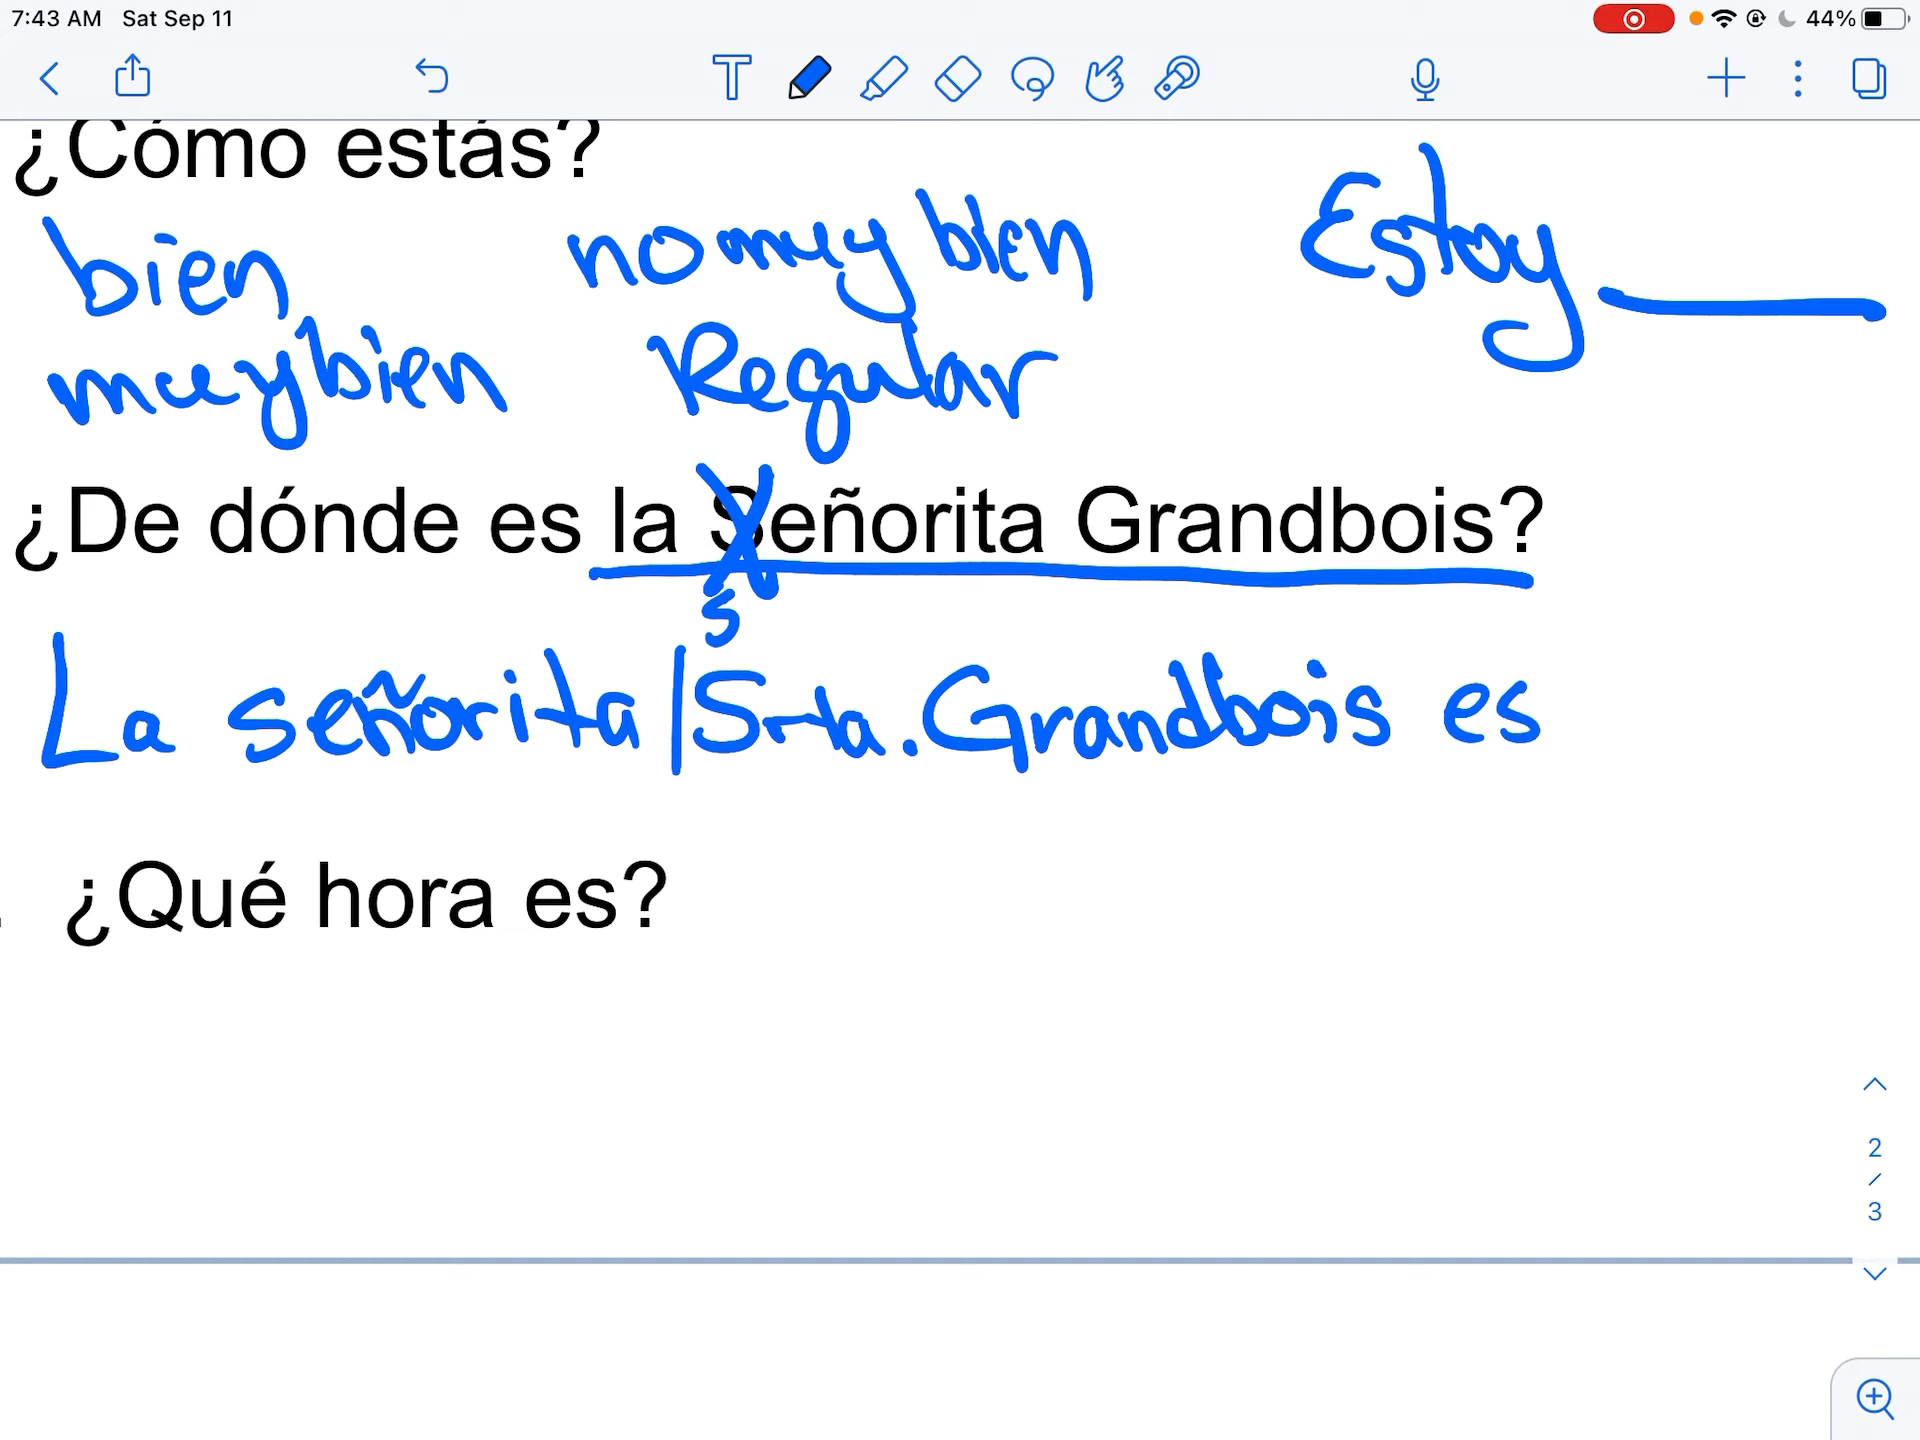 7:43 AM Sat Sep 11
44%
T
¿Cómo estás?
bien no muy bien Estoy
muy bien Regular
¿De dónde es la Señorita Grandbois?
s
La señorita | Srta. Grandbois es
¿Qué hora es?
2
/
3